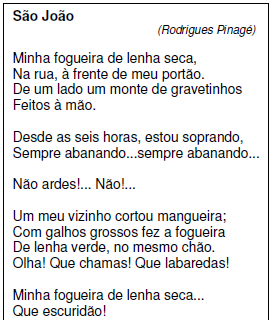 São João
(Rodrigues Pinagé)
Minha fogueira de lenha seca,
Na rua, à frente de meu portão.
De um lado um monte de gravetinhos
Feitos à mão.
Desde as seis horas, estou soprando,
Sempre abanando...sempre abanando...
Não ardes!... Não!...
Um meu vizinho cortou mangueira;
Com galhos grossos fez a fogueira
De lenha verde, no mesmo chão.
Olha! Que chamas! Que labaredas!
Minha fogueira de lenha seca...
Que escuridão!